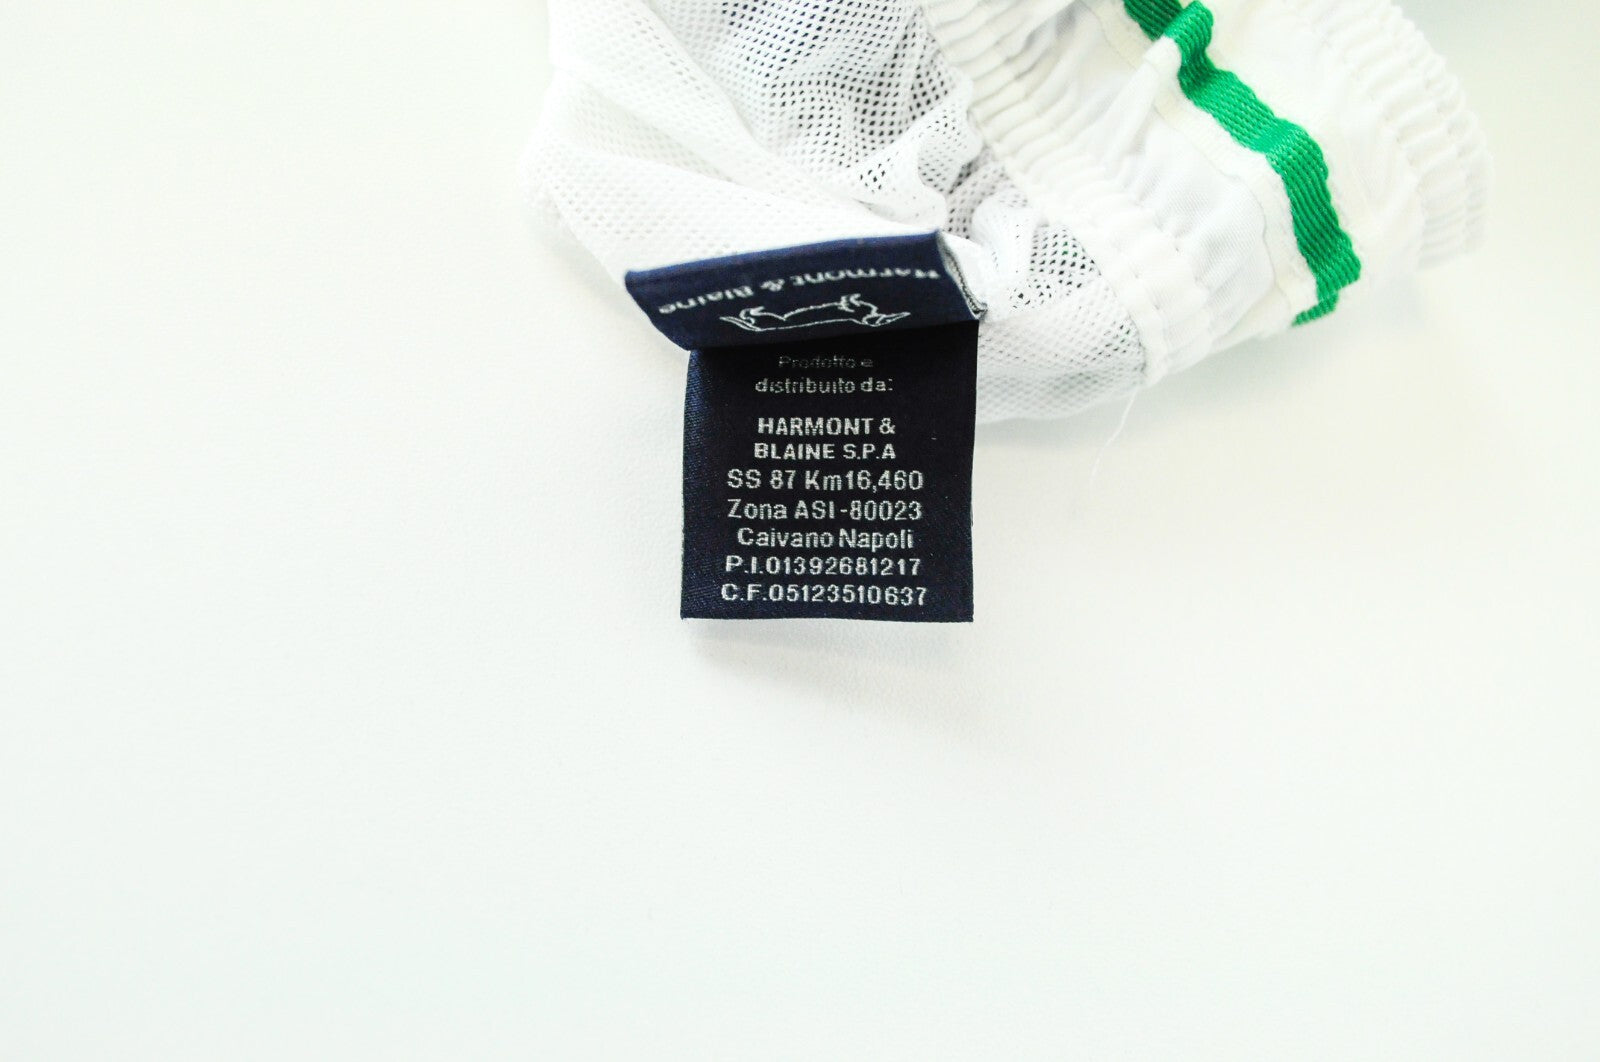 Harmont & Blaine
Prodotto e
distribuito da:
HARMONT &
BLAINE S.P.A
SS 87 Km16,460
Zona ASI-80023
Caivano Napoli
P.I.01392681217
C.F.05123510637